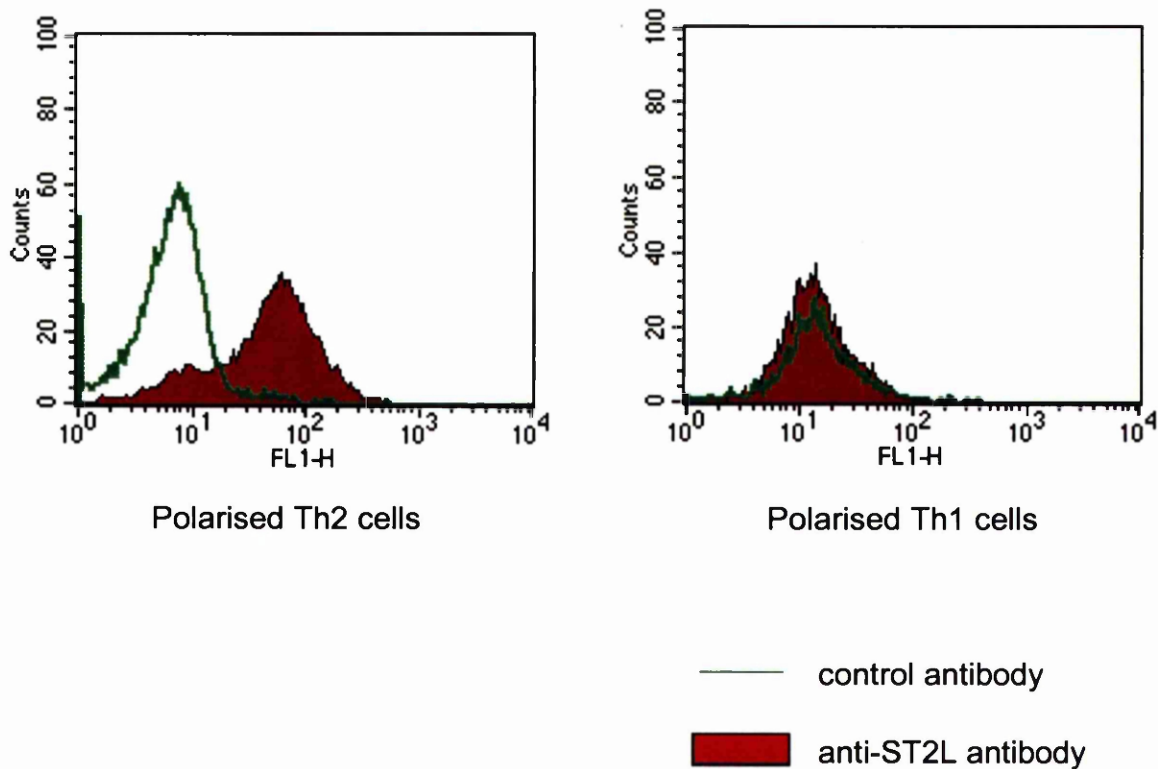 100
80
60
40
20
0
Counts
10^0 10^1 10^2 10^3 10^4
FL1-H
Polarised Th2 cells
100
80
60
40
20
0
Counts
10^0 10^1 10^2 10^3 10^4
FL1-H
Polarised Th1 cells
control antibody
anti-ST2L antibody